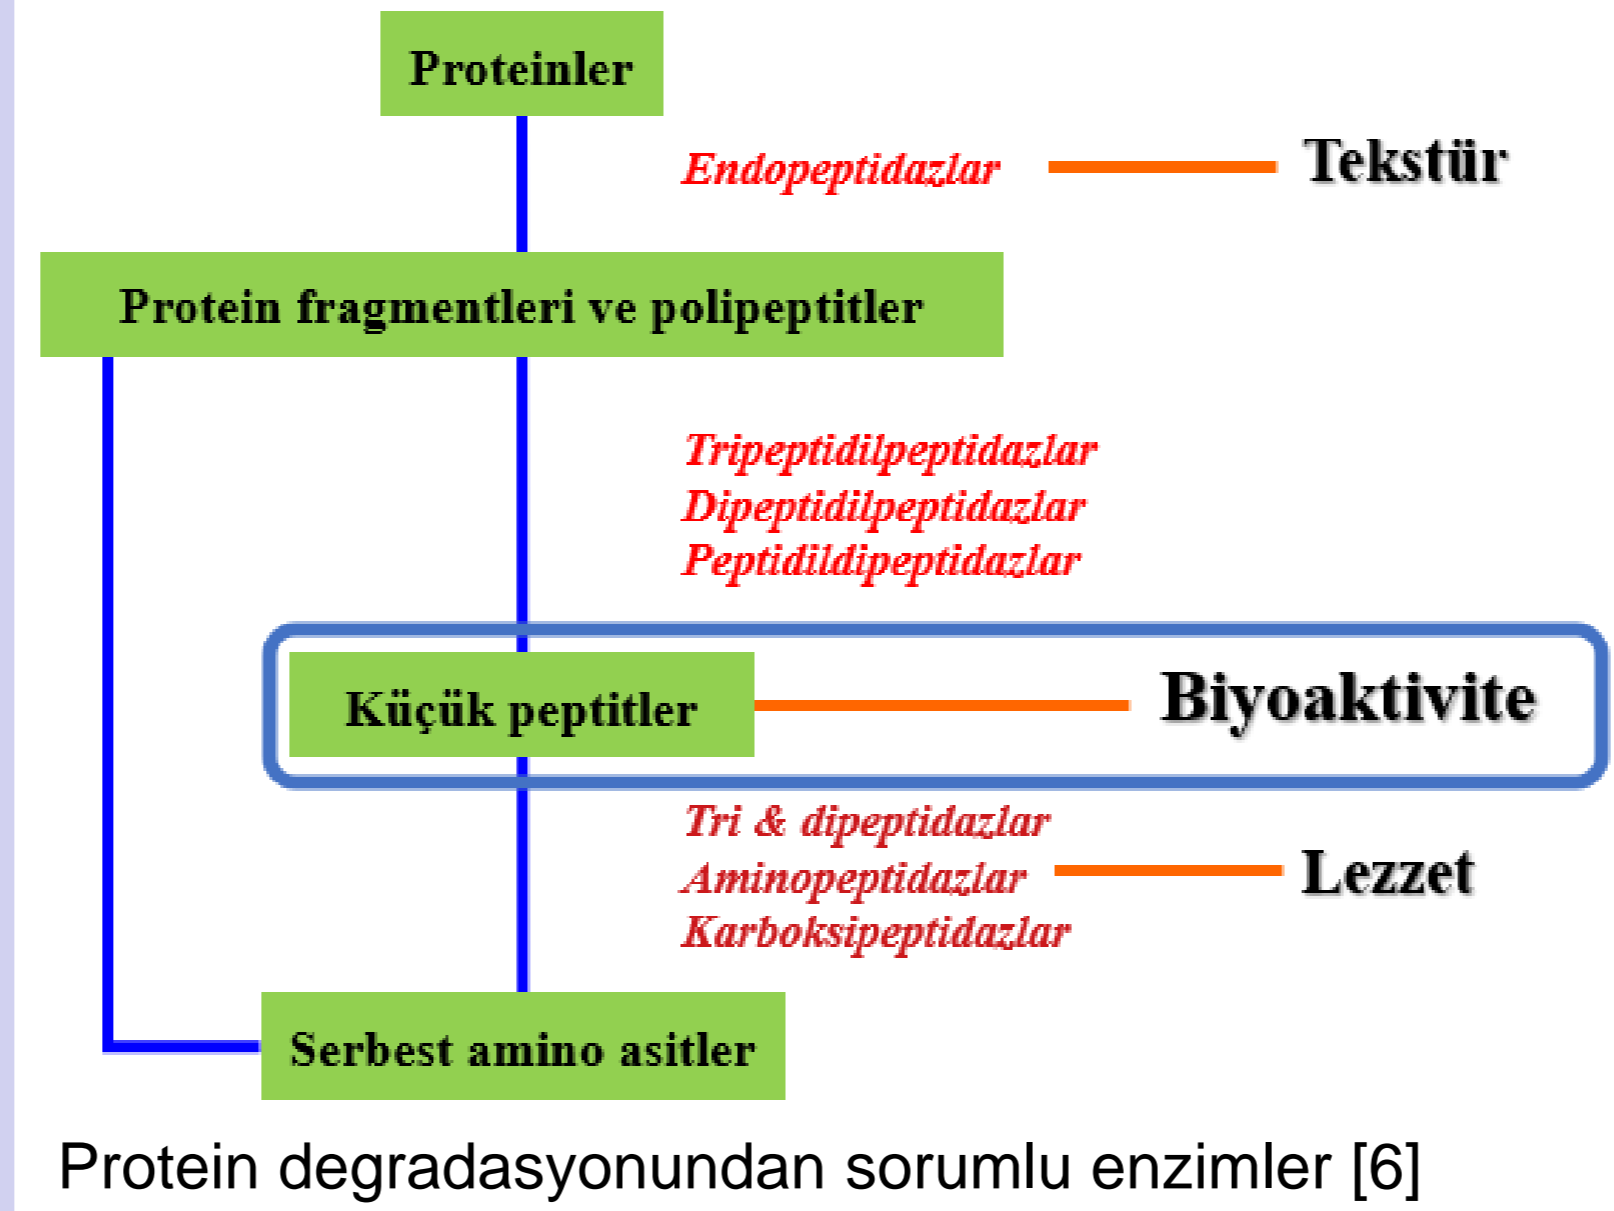 Proteinler
Endopeptidazlar
Tekstür
Protein fragmentleri ve polipeptitler
Tripeptidilpeptidazlar
Dipeptidilpeptidazlar
Peptidildipeptidazlar
Küçük peptitler
Biyoaktivite
Tri & dipeptidazlar
Aminopeptidazlar
Lezzet
Karboksipeptidazlar
Serbest amino asitler
Protein degradasyonundan sorumlu enzimler [6]